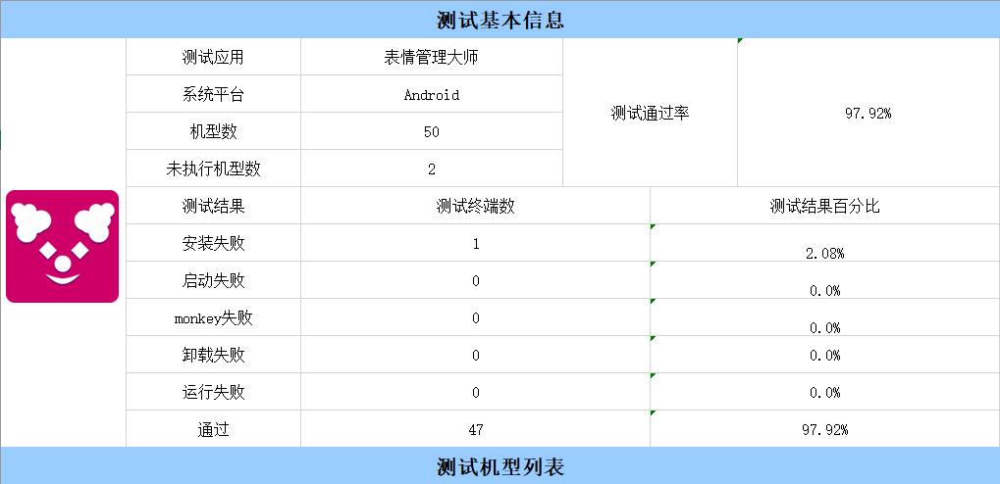 测试基本信息
测试应用 表情管理大师
系统平台 Android
机型数 50
未执行机型数 2
测试通过率 97.92%
测试结果 测试终端数 测试结果百分比
安装失败 1 2.08%
启动失败 0 0.0%
monkey失败 0 0.0%
卸载失败 0 0.0%
运行失败 0 0.0%
通过 47 97.92%
测试机型列表